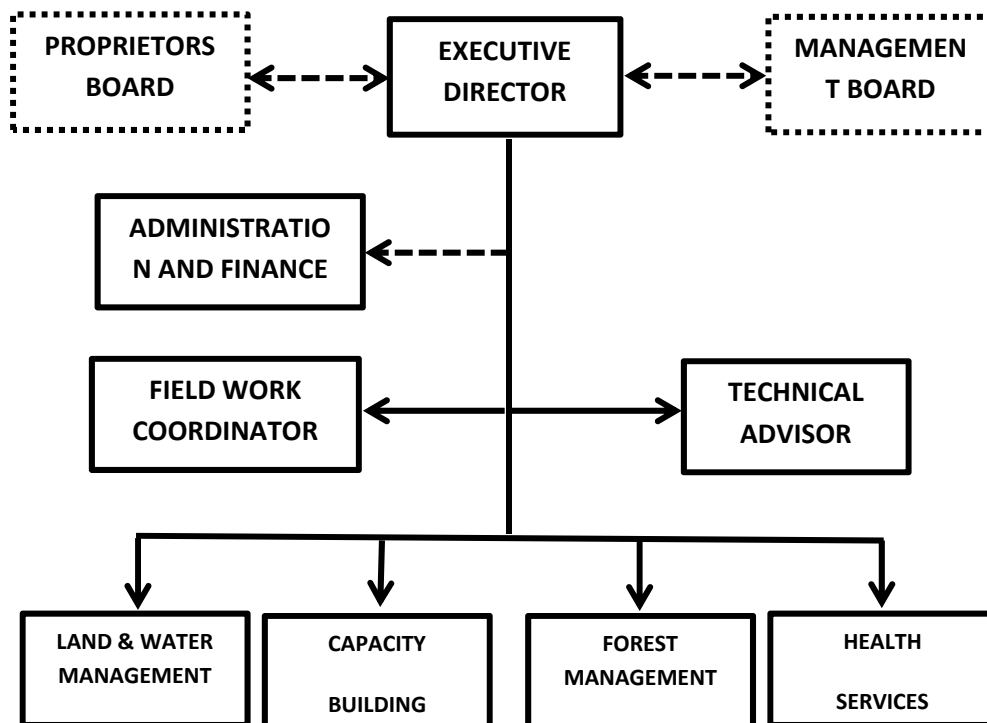 PROPRIETORS
BOARD
EXECUTIVE
DIRECTOR
MANAGEMEN
T BOARD
ADMINISTRATIO
N AND FINANCE
FIELD WORK
COORDINATOR
TECHNICAL
ADVISOR
LAND & WATER
MANAGEMENT
CAPACITY
BUILDING
FOREST
MANAGEMENT
HEALTH
SERVICES